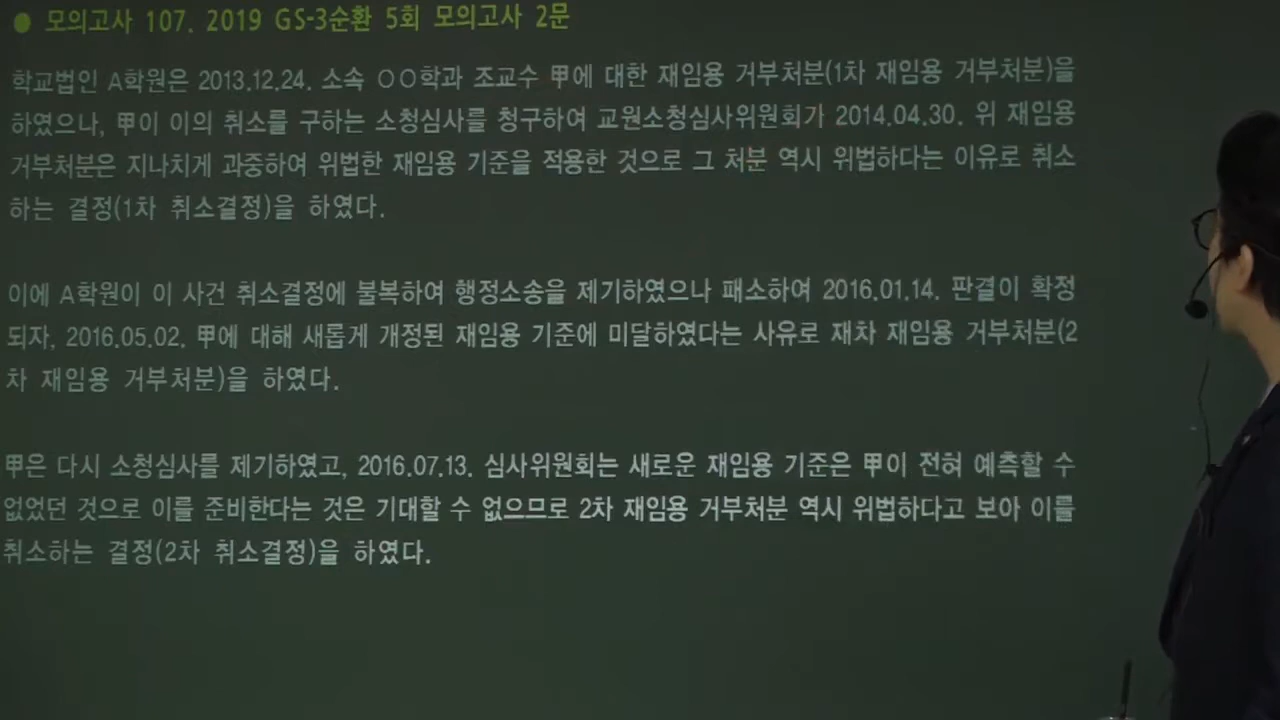 ● 모의고사 107. 2019 GS-3순환 5회 모의고사 2문
학교법인 A학원은 2013.12.24. 소속 ○○학과 조교수 甲에 대한 재임용 거부처분(1차 재임용 거부처분)을
하였으나, 甲이 이의 취소를 구하는 소청심사를 청구하여 교원소청심사위원회가 2014.04.30. 위 재임용
거부처분은 지나치게 과중하여 위법한 재임용 기준을 적용한 것으로 그 처분 역시 위법하다는 이유로 취소
하는 결정(1차 취소결정)을 하였다.
이에 A학원이 이 사건 취소결정에 불복하여 행정소송을 제기하였으나 패소하여 2016.01.14. 판결이 확정
되자, 2016.05.02. 甲에 대해 새롭게 개정된 재임용 기준에 미달하였다는 사유로 재차 재임용 거부처분(2
차 재임용 거부처분)을 하였다.
甲은 다시 소청심사를 제기하였고, 2016.07.13. 심사위원회는 새로운 재임용 기준은 甲이 전혀 예측할 수
없었던 것으로 이를 준비한다는 것은 기대할 수 없으므로 2차 재임용 거부처분 역시 위법하다고 보아 이를
취소하는 결정(2차 취소결정)을 하였다.